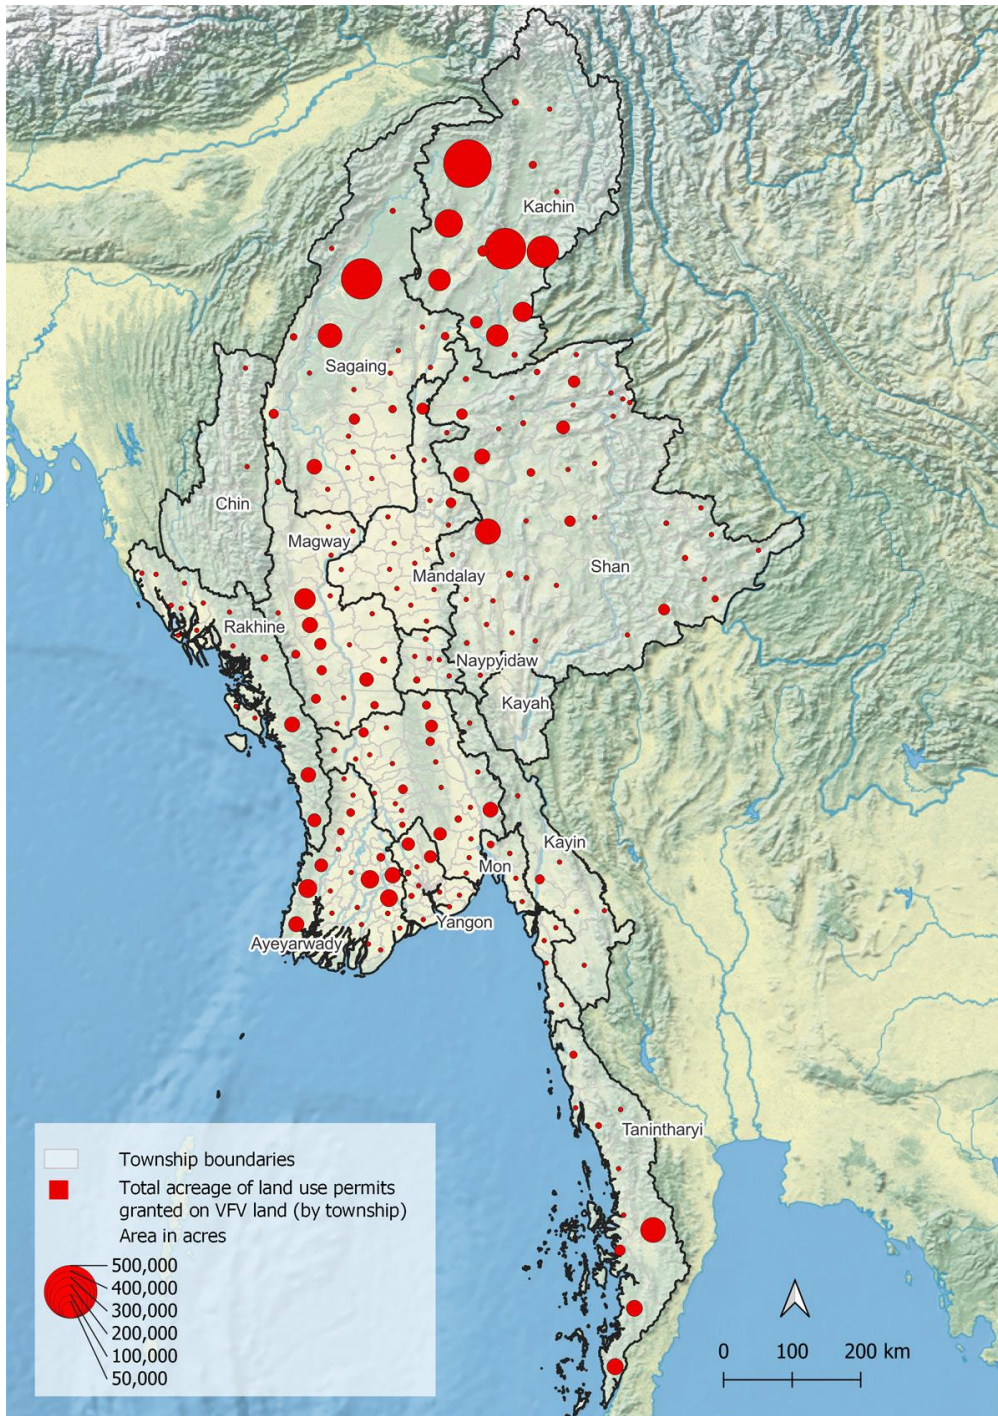 Kachin
Sagaing
Chin
Magway
Mandalay
Shan
Rakhine
Naypyidaw
Kayah
Kayin
Mon
Yangon
Ayeyarwady
Tanintharyi
Township boundaries
Total acreage of land use permits
granted on VFV land (by township)
Area in acres
500,000
400,000
300,000
200,000
100,000
50,000
0 100 200 km